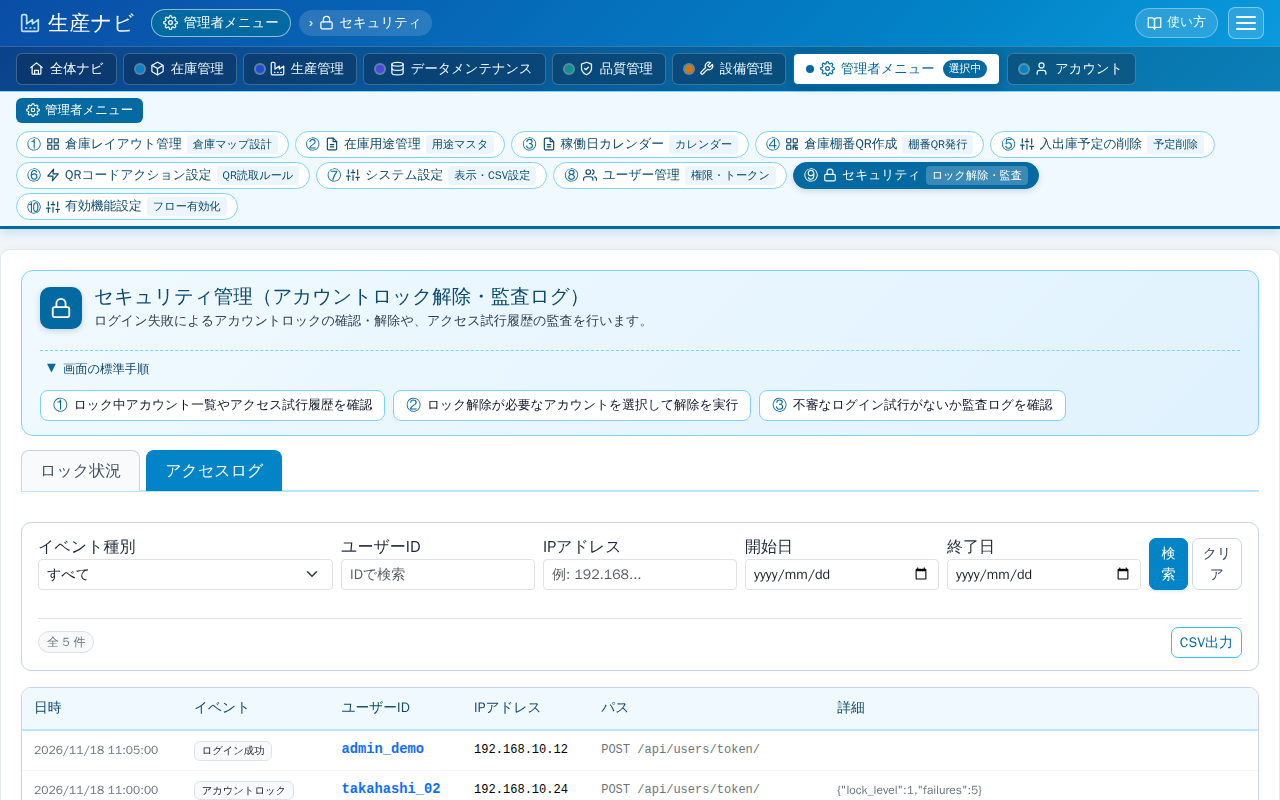 生産ナビ 管理者メニュー › セキュリティ 使い方
全体ナビ 在庫管理 生産管理 データメンテナンス 品質管理 設備管理 管理者メニュー 選択中 アカウント
管理者メニュー
① 倉庫レイアウト管理 倉庫マップ設計 ② 在庫用途管理 用途マスタ ③ 稼働日カレンダー カレンダー ④ 倉庫棚番QR作成 棚番QR発行 ⑤ 入出庫予定の削除 予定削除
⑥ QRコードアクション設定 QR読取ルール ⑦ システム設定 表示・CSV設定 ⑧ ユーザー管理 権限・トークン ⑨ セキュリティ ロック解除・監査
⑩ 有効機能設定 フロー有効化
セキュリティ管理（アカウントロック解除・監査ログ）
ログイン失敗によるアカウントロックの確認・解除や、アクセス試行履歴の監査を行います。
▼ 画面の標準手順
① ロック中アカウント一覧やアクセス試行履歴を確認 ② ロック解除が必要なアカウントを選択して解除を実行 ③ 不審なログイン試行がないか監査ログを確認
ロック状況 アクセスログ
イベント種別 ユーザーID IPアドレス 開始日 終了日
すべて IDで検索 例: 192.168... yyyy/mm/dd yyyy/mm/dd 検索 クリア
全 5 件 CSV出力
日時 イベント ユーザーID IPアドレス パス 詳細
2026/11/18 11:05:00 ログイン成功 admin_demo 192.168.10.12 POST /api/users/token/
2026/11/18 11:00:00 アカウントロック takahashi_02 192.168.10.24 POST /api/users/token/ {"lock_level":1,"failures":5}